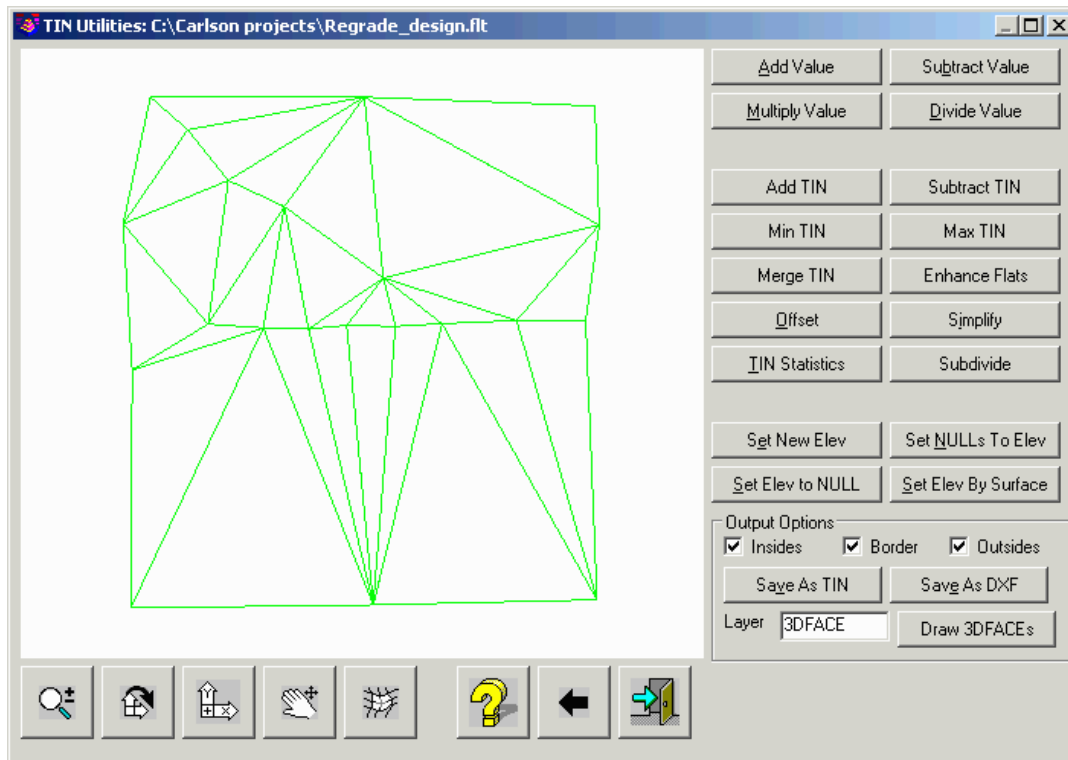 TIN Utilities: C:\Carlson projects\Regrade_design.flt
Add Value
Subtract Value
Multiply Value
Divide Value
Add TIN
Subtract TIN
Min TIN
Max TIN
Merge TIN
Enhance Flats
Offset
Simplify
TIN Statistics
Subdivide
Set New Elev
Set NULLs To Elev
Set Elev to NULL
Set Elev By Surface
Output Options
Insides
Border
Outsides
Save As TIN
Save As DXF
Layer
3DFACE
Draw 3DFACEs